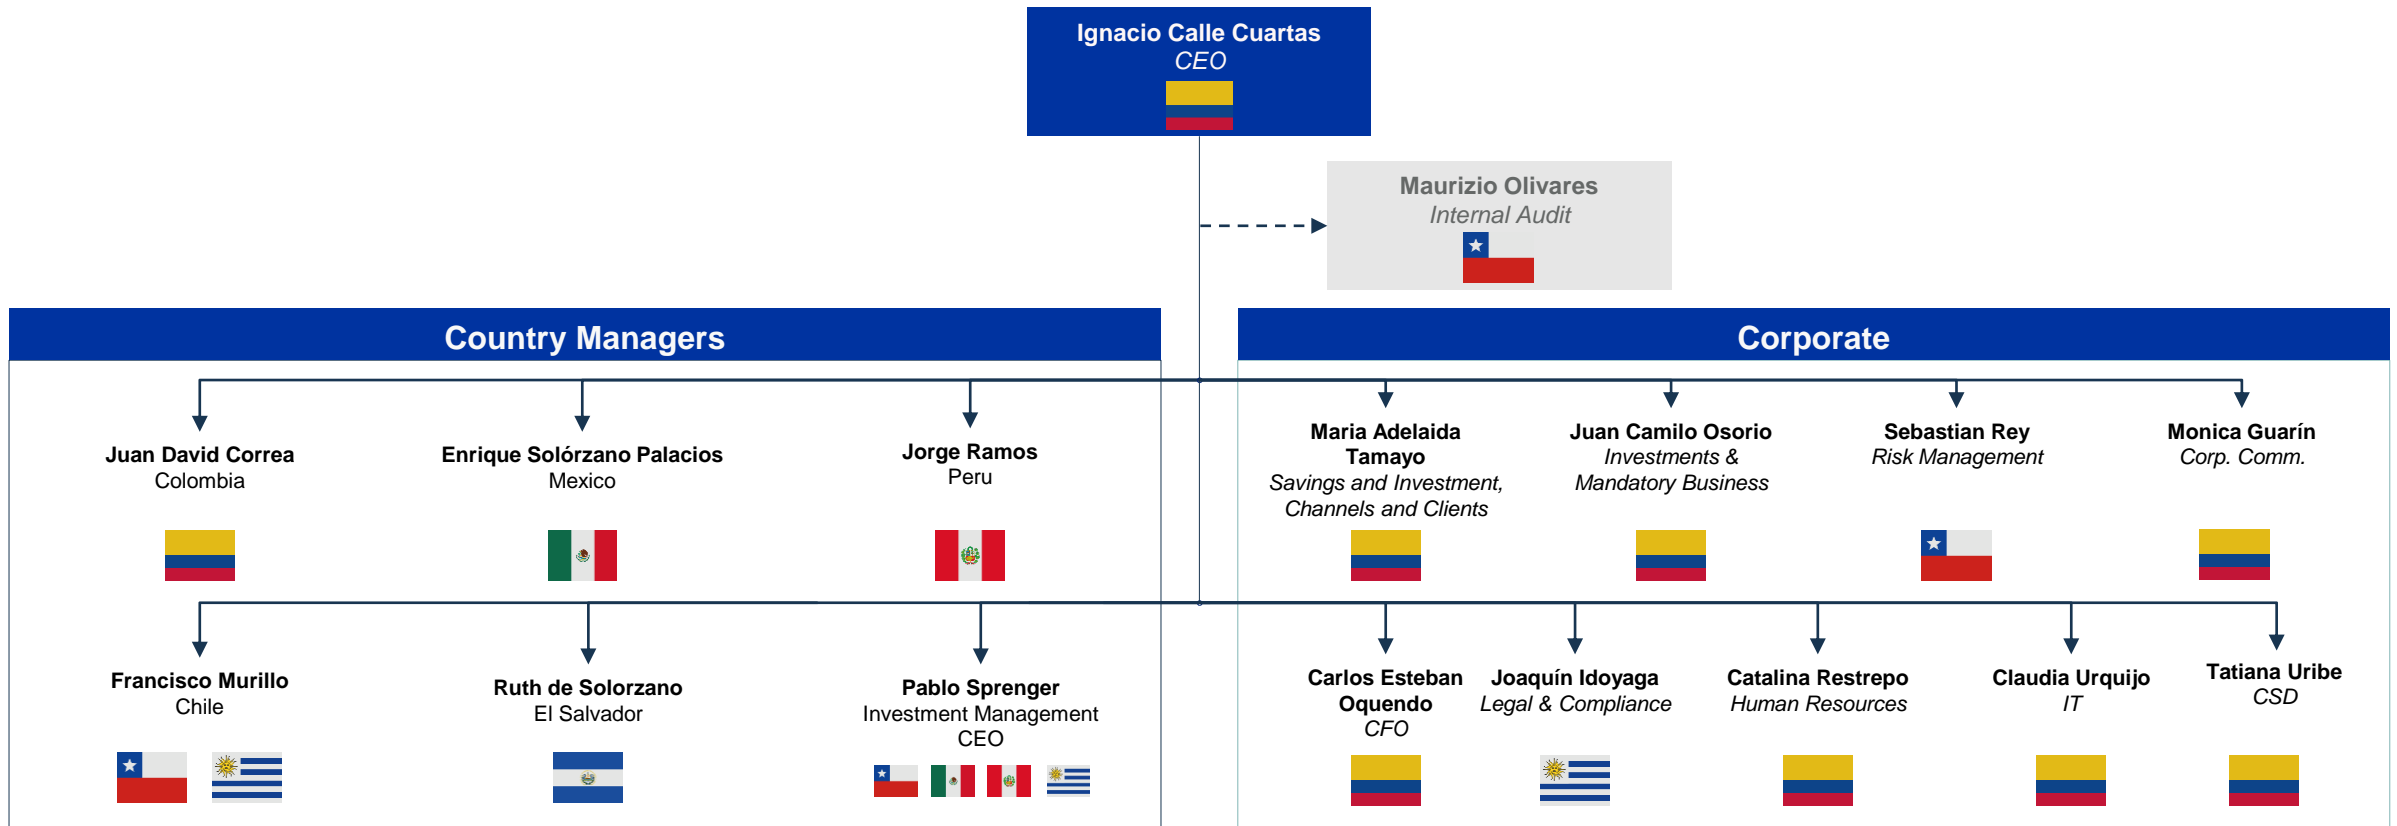 Ignacio Calle Cuartas
CEO
Maurizio Olivares
Internal Audit
Country Managers
Corporate
Juan David Correa
Colombia
Enrique Solórzano Palacios
Mexico
Jorge Ramos
Peru
Maria Adelaida
Tamayo
Savings and Investment,
Channels and Clients
Juan Camilo Osorio
Investments &
Mandatory Business
Sebastian Rey
Risk Management
Monica Guarín
Corp. Comm.
Francisco Murillo
Chile
Ruth de Solorzano
El Salvador
Pablo Sprenger
Investment Management
CEO
Carlos Esteban
Oquendo
CFO
Joaquín Idoyaga
Legal & Compliance
Catalina Restrepo
Human Resources
Claudia Urquijo
IT
Tatiana Uribe
CSD